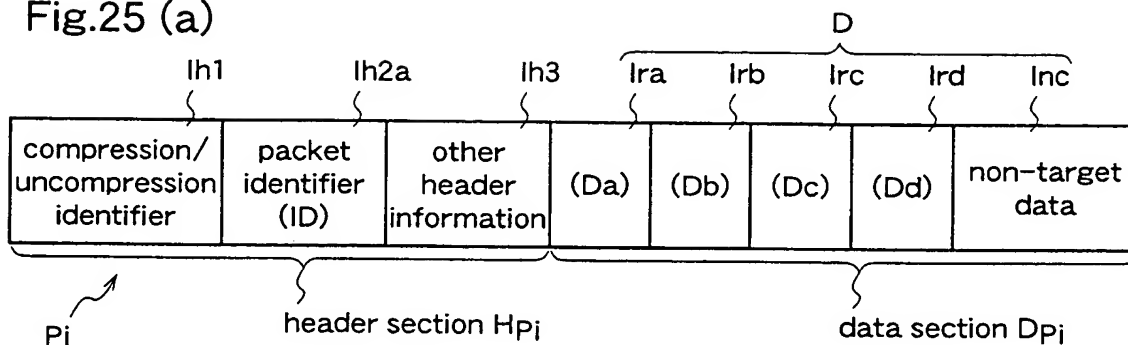 Fig.25 (a)
D
Ih1 Ih2a Ih3 Ira Irb Irc Ird Inc
compression/
uncompression
identifier
packet
identifier
(ID)
other
header
information
(Da)
(Db)
(Dc)
(Dd)
non-target
data
Pi
header section HPi
data section DPi